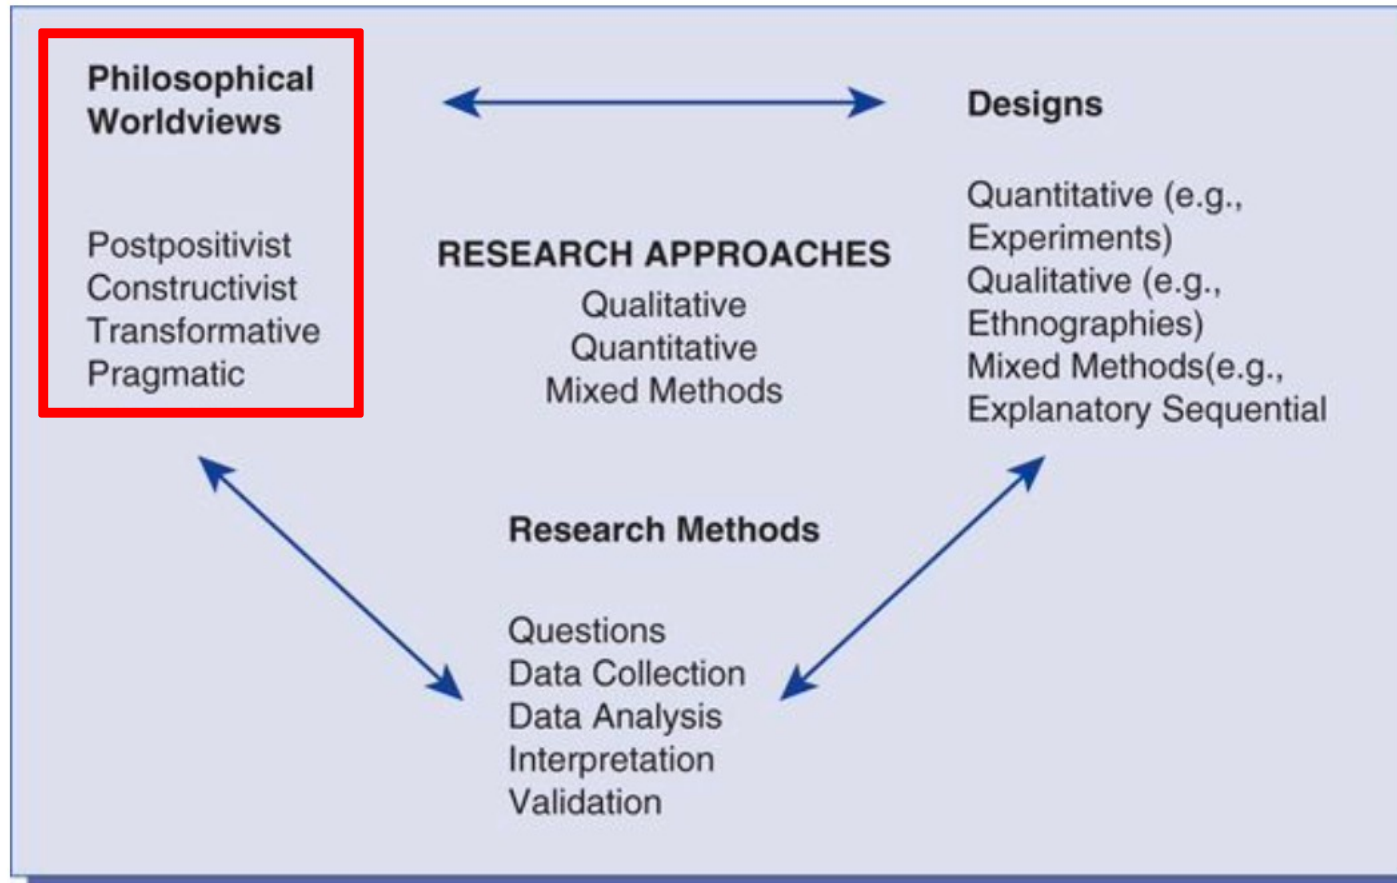 Philosophical
Worldviews
Postpositivist
Constructivist
Transformative
Pragmatic
RESEARCH APPROACHES
Qualitative
Quantitative
Mixed Methods
Designs
Quantitative (e.g.,
Experiments)
Qualitative (e.g.,
Ethnographies)
Mixed Methods(e.g.,
Explanatory Sequential
Research Methods
Questions
Data Collection
Data Analysis
Interpretation
Validation